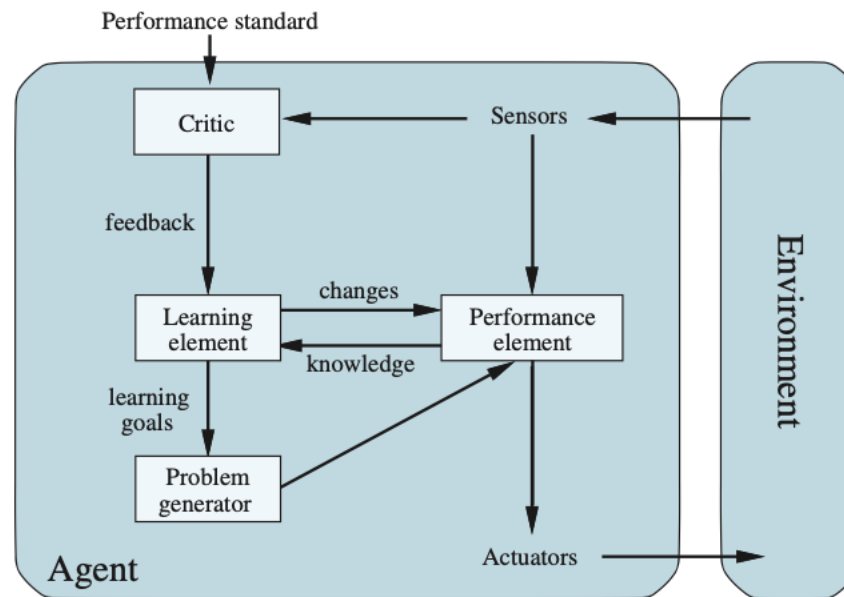 Performance standard
Critic
Sensors
feedback
changes
Learning
element
Performance
element
knowledge
learning
goals
Problem
generator
Actuators
Agent
Environment